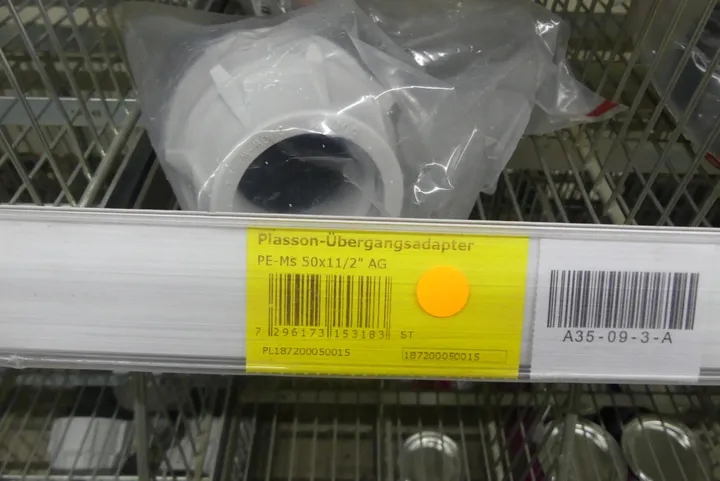 Plasson-Übergangsadapter
PE-Ms 50x11/2" AG
7 296173 153183 ST
PL187200050015
187200050015
A35-09-3-A